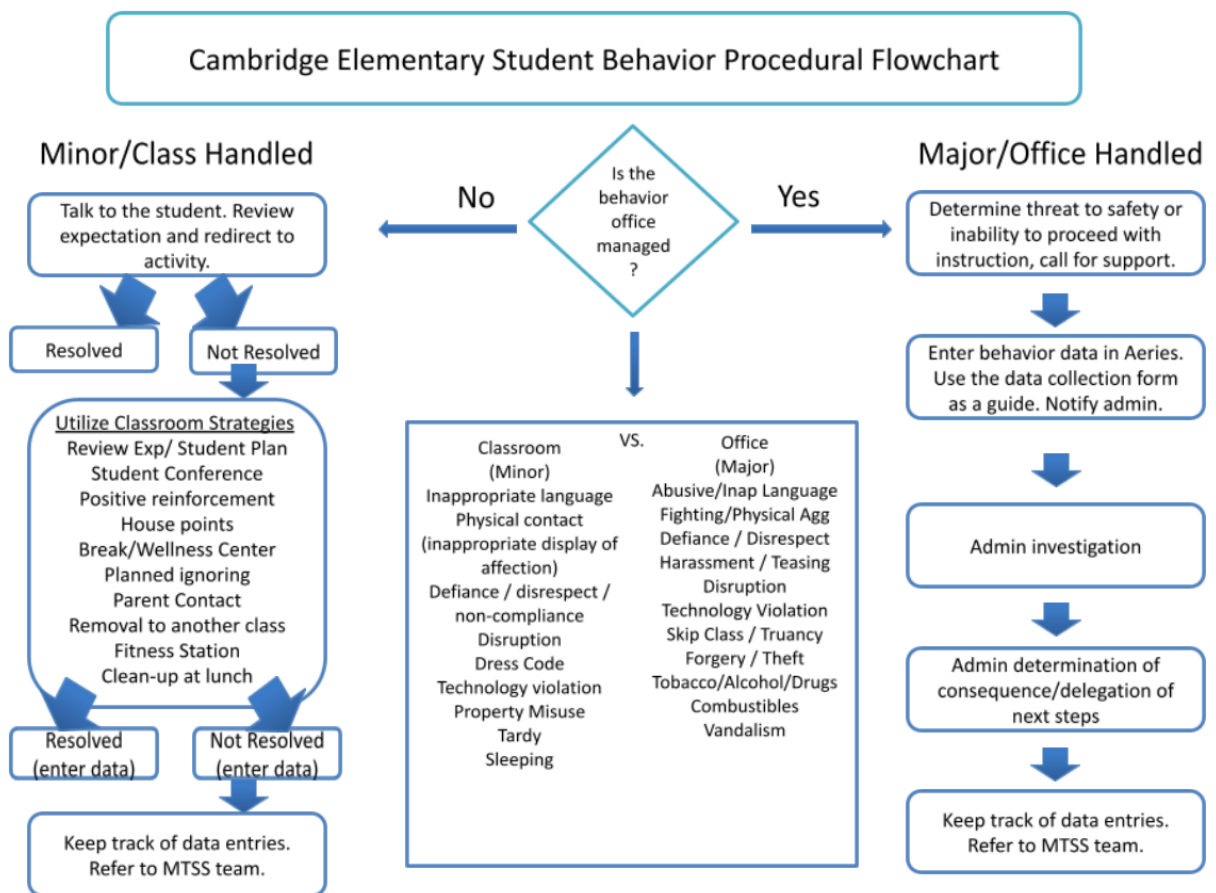 Cambridge Elementary Student Behavior Procedural Flowchart
Minor/Class Handled
Talk to the student. Review
expectation and redirect to
activity.
Resolved
Not Resolved
Utilize Classroom Strategies
Review Exp/ Student Plan
Student Conference
Positive reinforcement
House points
Break/Wellness Center
Planned ignoring
Parent Contact
Removal to another class
Fitness Station
Clean-up at lunch
Resolved
(enter data)
Not Resolved
(enter data)
Keep track of data entries.
Refer to MTSS team.
Is the
behavior
office
managed
?
No
Yes
VS.
Classroom
(Minor)
Inappropriate language
Physical contact
(inappropriate display of
affection)
Defiance / disrespect /
non-compliance
Disruption
Dress Code
Technology violation
Property Misuse
Tardy
Sleeping
Office
(Major)
Abusive/Inap Language
Fighting/Physical Agg
Defiance / Disrespect
Harassment / Teasing
Disruption
Technology Violation
Skip Class / Truancy
Forgery / Theft
Tobacco/Alcohol/Drugs
Combustibles
Vandalism
Major/Office Handled
Determine threat to safety or
inability to proceed with
instruction, call for support.
Enter behavior data in Aeries.
Use the data collection form
as a guide. Notify admin.
Admin investigation
Admin determination of
consequence/delegation of
next steps
Keep track of data entries.
Refer to MTSS team.